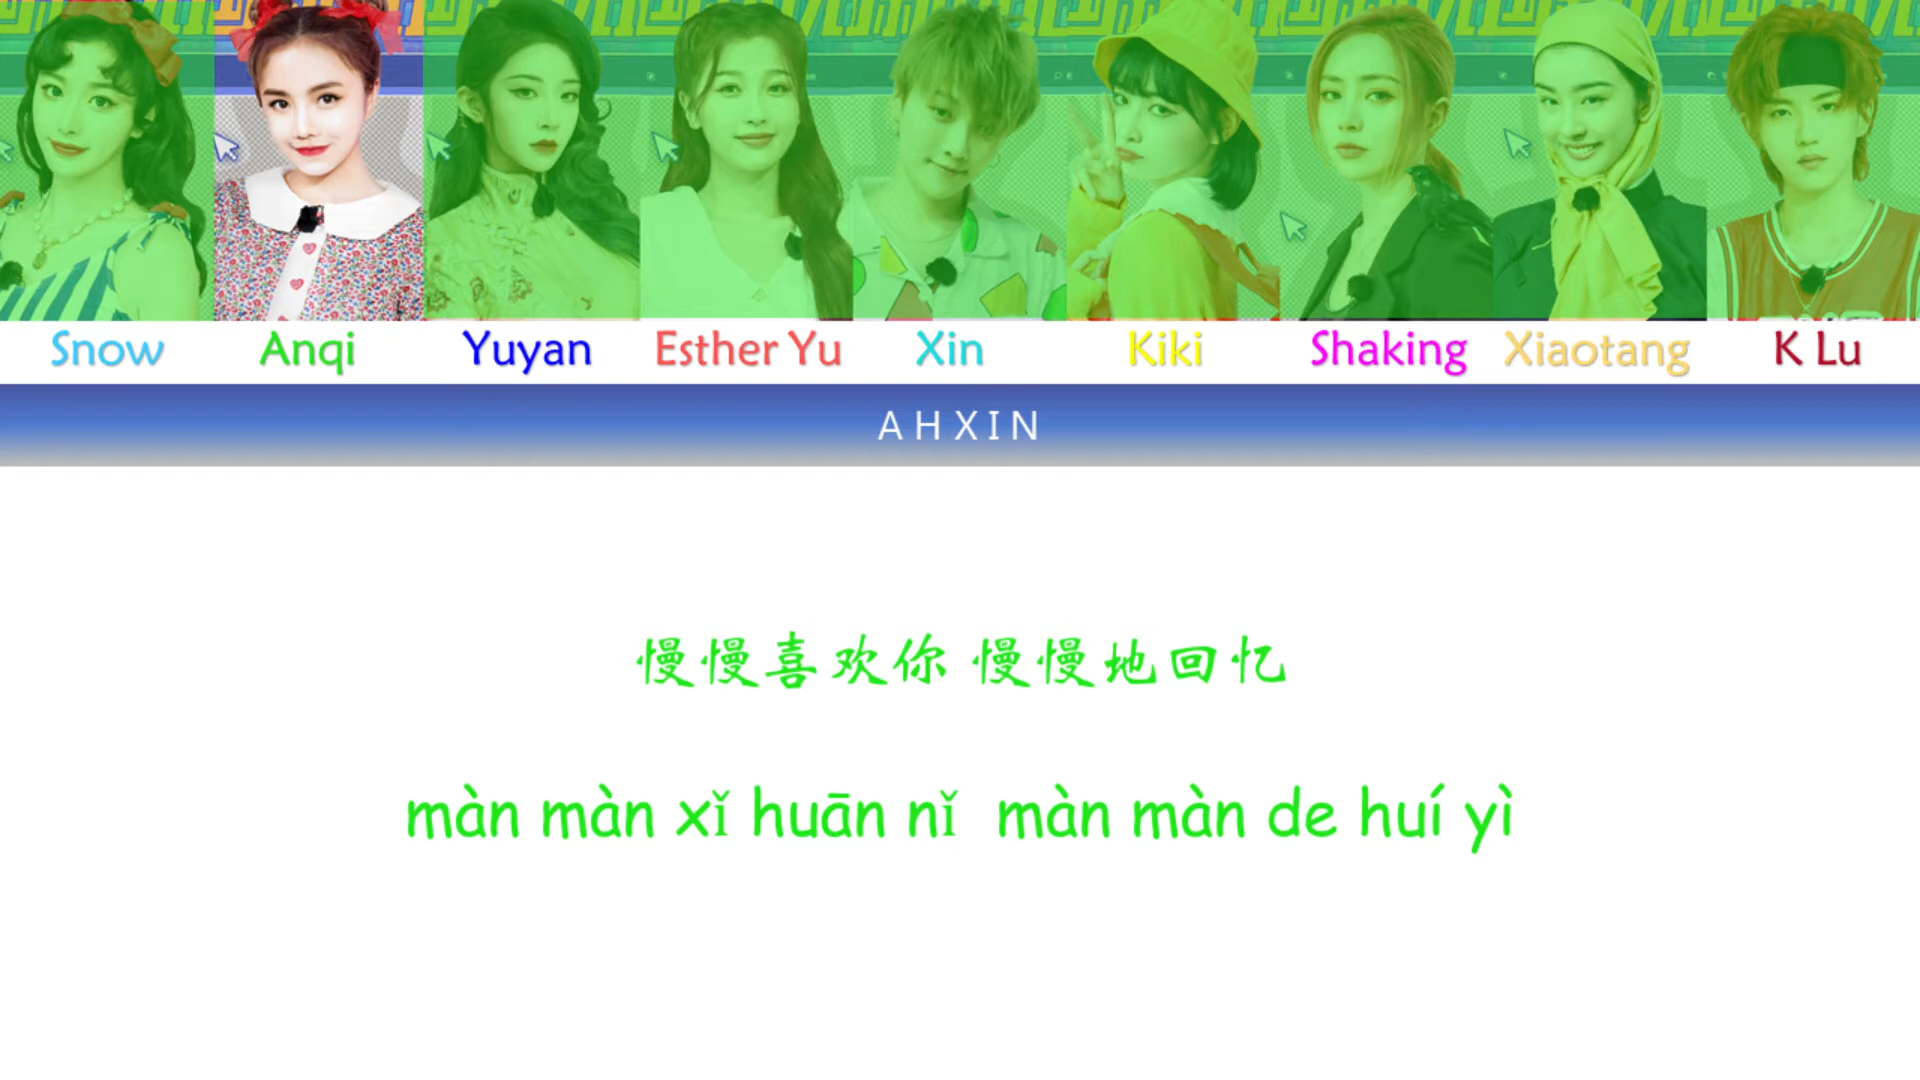 Snow Anqi Yuyan Esther Yu Xin Kiki Shaking Xiaotang K Lu
AHXIN
慢慢喜欢你 慢慢地回忆
màn màn xǐ huān nǐ  màn màn de huí yì